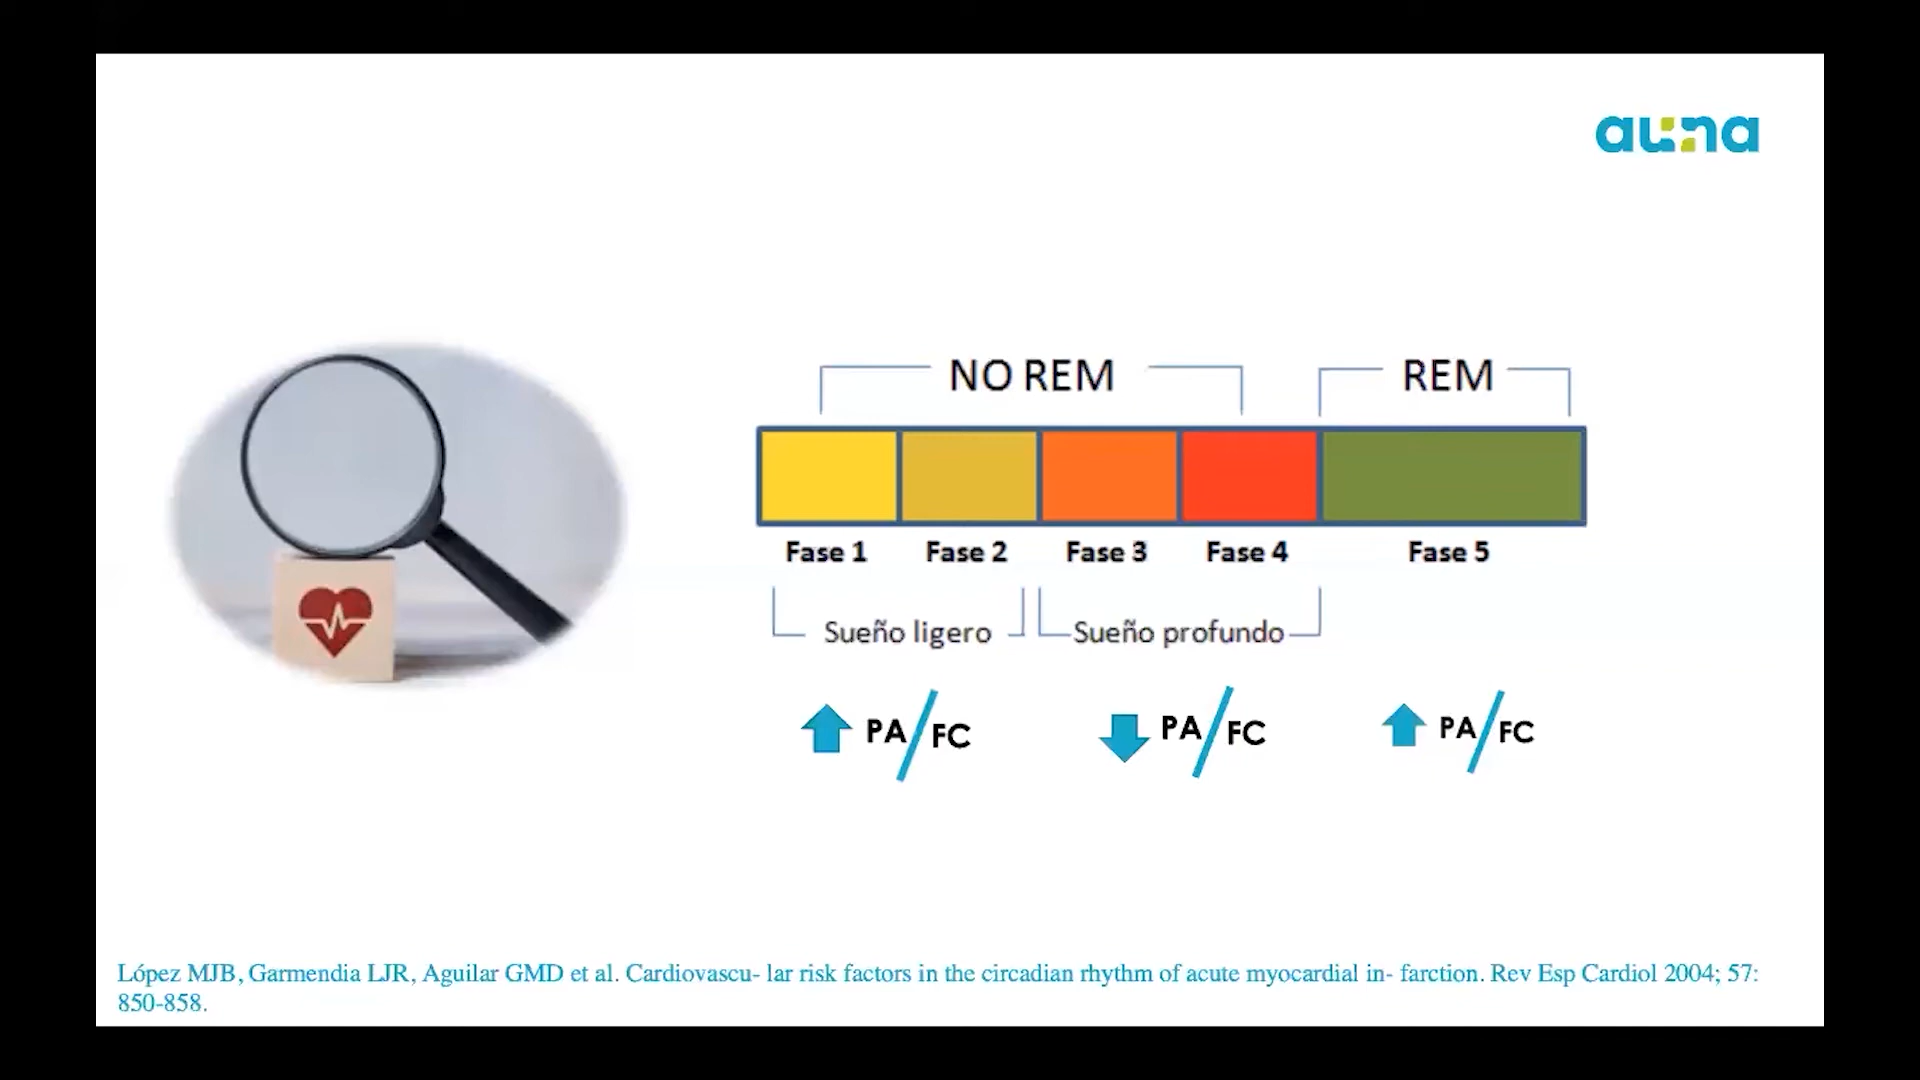 auna
NO REM
REM
Fase 1
Fase 2
Fase 3
Fase 4
Fase 5
Sueño ligero
Sueño profundo
PA/FC
PA/FC
PA/FC
López MJB, Garmendia LJR, Aguilar GMD et al. Cardiovascu- lar risk factors in the circadian rhythm of acute myocardial in- farction. Rev Esp Cardiol 2004; 57:
850-858.